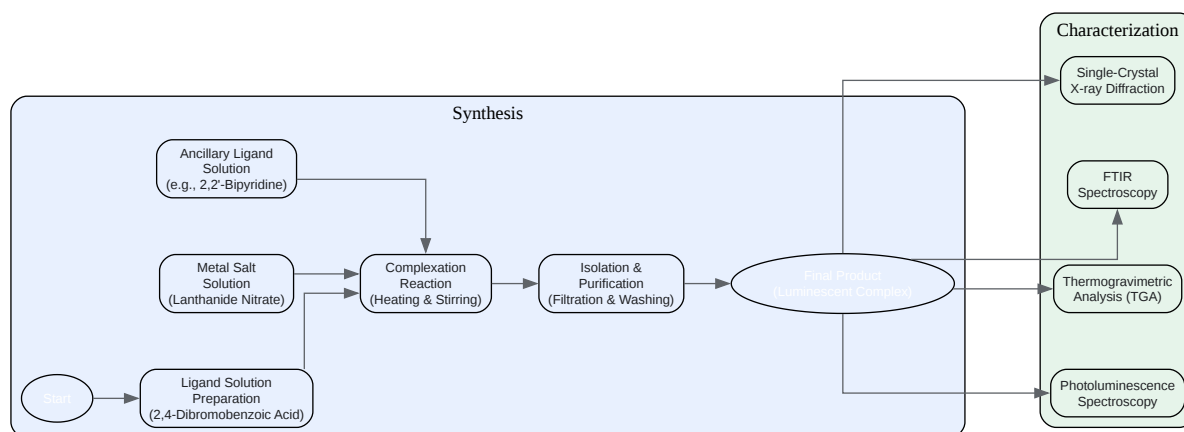 Characterization
Single-Crystal
X-ray Diffraction
Synthesis
Ancillary Ligand
Solution
(e.g., 2,2'-Bipyridine)
FTIR
Spectroscopy
Metal Salt
Solution
(Lanthanide Nitrate)
Complexation
Reaction
(Heating & Stirring)
Isolation &
Purification
(Filtration & Washing)
Final Product
(Luminescent Complex)
Thermogravimetric
Analysis (TGA)
Start
Ligand Solution
Preparation
(2,4-Dibromobenzoic Acid)
Photoluminescence
Spectroscopy